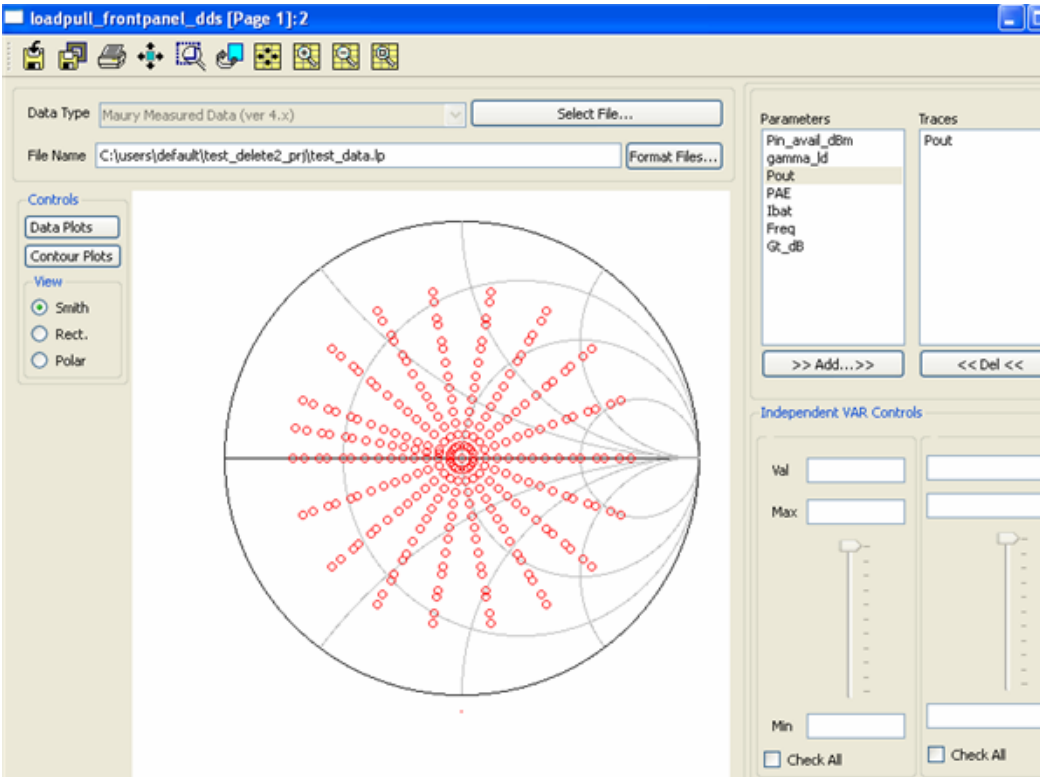 loadpull_frontpanel_dds [Page 1]:2
Data Type Maury Measured Data (ver 4.x) Select File...
File Name C:\users\default\test_delete2_prj\test_data.lp Format Files...
Controls
Data Plots
Contour Plots
View
Smith
Rect.
Polar
Parameters
Pin_avail_dBm
gamma_ld
Pout
PAE
Ibat
Freq
Gt_dB
>> Add...>>
Traces
Pout
<< Del <<
Independent VAR Controls
Val
Max
Min
Check All
Check All